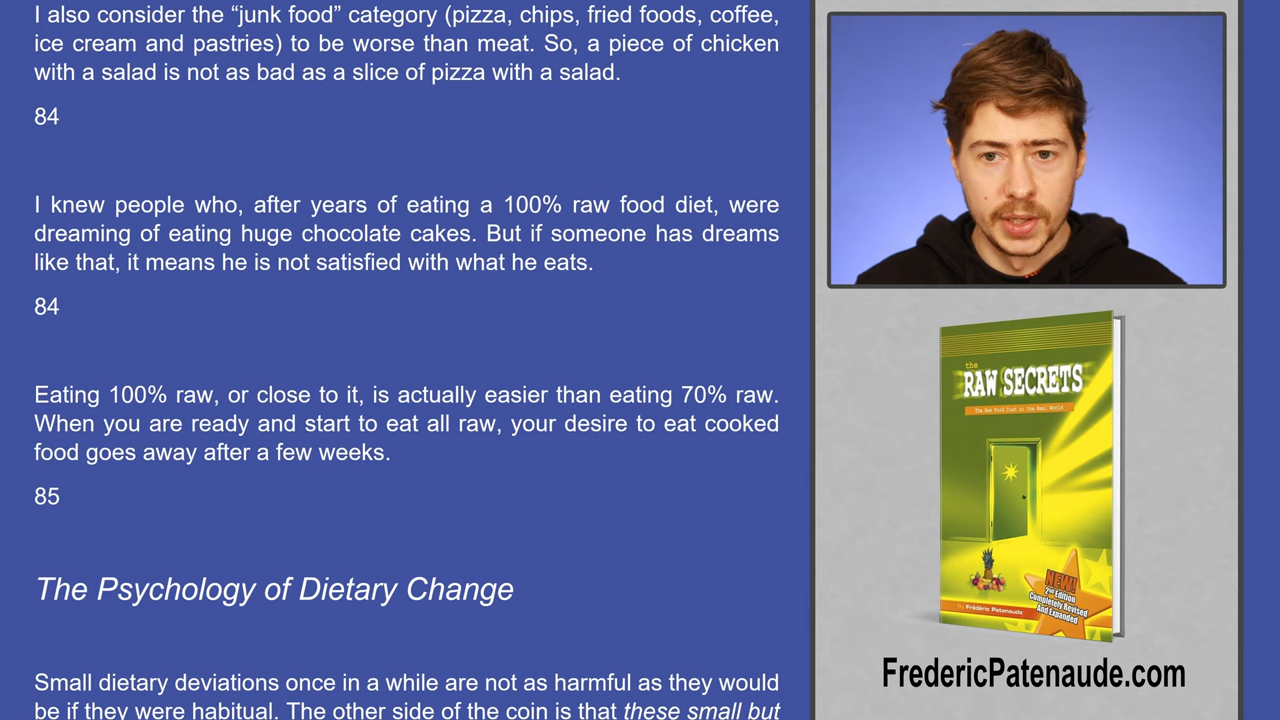 I also consider the “junk food” category (pizza, chips, fried foods, coffee,
ice cream and pastries) to be worse than meat. So, a piece of chicken
with a salad is not as bad as a slice of pizza with a salad.
84
I knew people who, after years of eating a 100% raw food diet, were
dreaming of eating huge chocolate cakes. But if someone has dreams
like that, it means he is not satisfied with what he eats.
84
Eating 100% raw, or close to it, is actually easier than eating 70% raw.
When you are ready and start to eat all raw, your desire to eat cooked
food goes away after a few weeks.
85
The Psychology of Dietary Change
Small dietary deviations once in a while are not as harmful as they would
be if they were habitual. The other side of the coin is that these small but
the
RAW SECRETS
The Raw Food Diet in the Real World
NEW!
2nd Edition
Completely Revised
And Expanded
By Frédéric Patenaude
FredericPatenaude.com